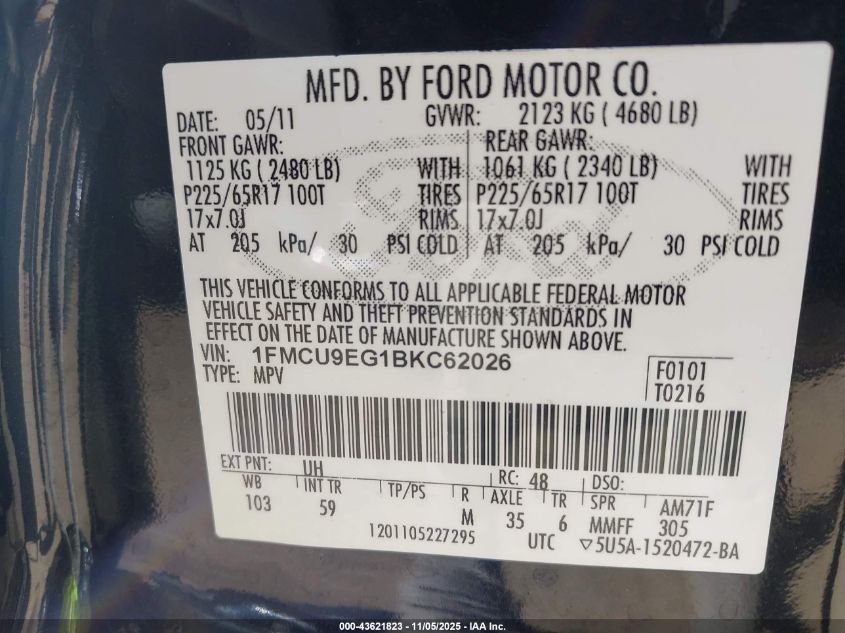 MFD. BY FORD MOTOR CO.
DATE: 05/11 GVWR: 2123 KG ( 4680 LB)
FRONT GAWR: REAR GAWR:
1125 KG ( 2480 LB) WITH 1061 KG ( 2340 LB) WITH
P225/65R17 100T TIRES P225/65R17 100T TIRES
17x7.0J RIMS 17x7.0J RIMS
AT 205 kPa/ 30 PSI COLD AT 205 kPa/ 30 PSI COLD
THIS VEHICLE CONFORMS TO ALL APPLICABLE FEDERAL MOTOR
VEHICLE SAFETY AND THEFT PREVENTION STANDARDS IN
EFFECT ON THE DATE OF MANUFACTURE SHOWN ABOVE.
VIN: 1FMCU9EG1BKC62026 F0101
TYPE: MPV T0216
EXT PNT: UH RC: 48 DSO:
WB INT TR TP/PS R AXLE TR SPR AM71F
103 59 M 35 6 MMFF 305
1201105227295 UTC ▽5U5A-1520472-BA
000-43621823 - 11/05/2025 - IAA Inc.